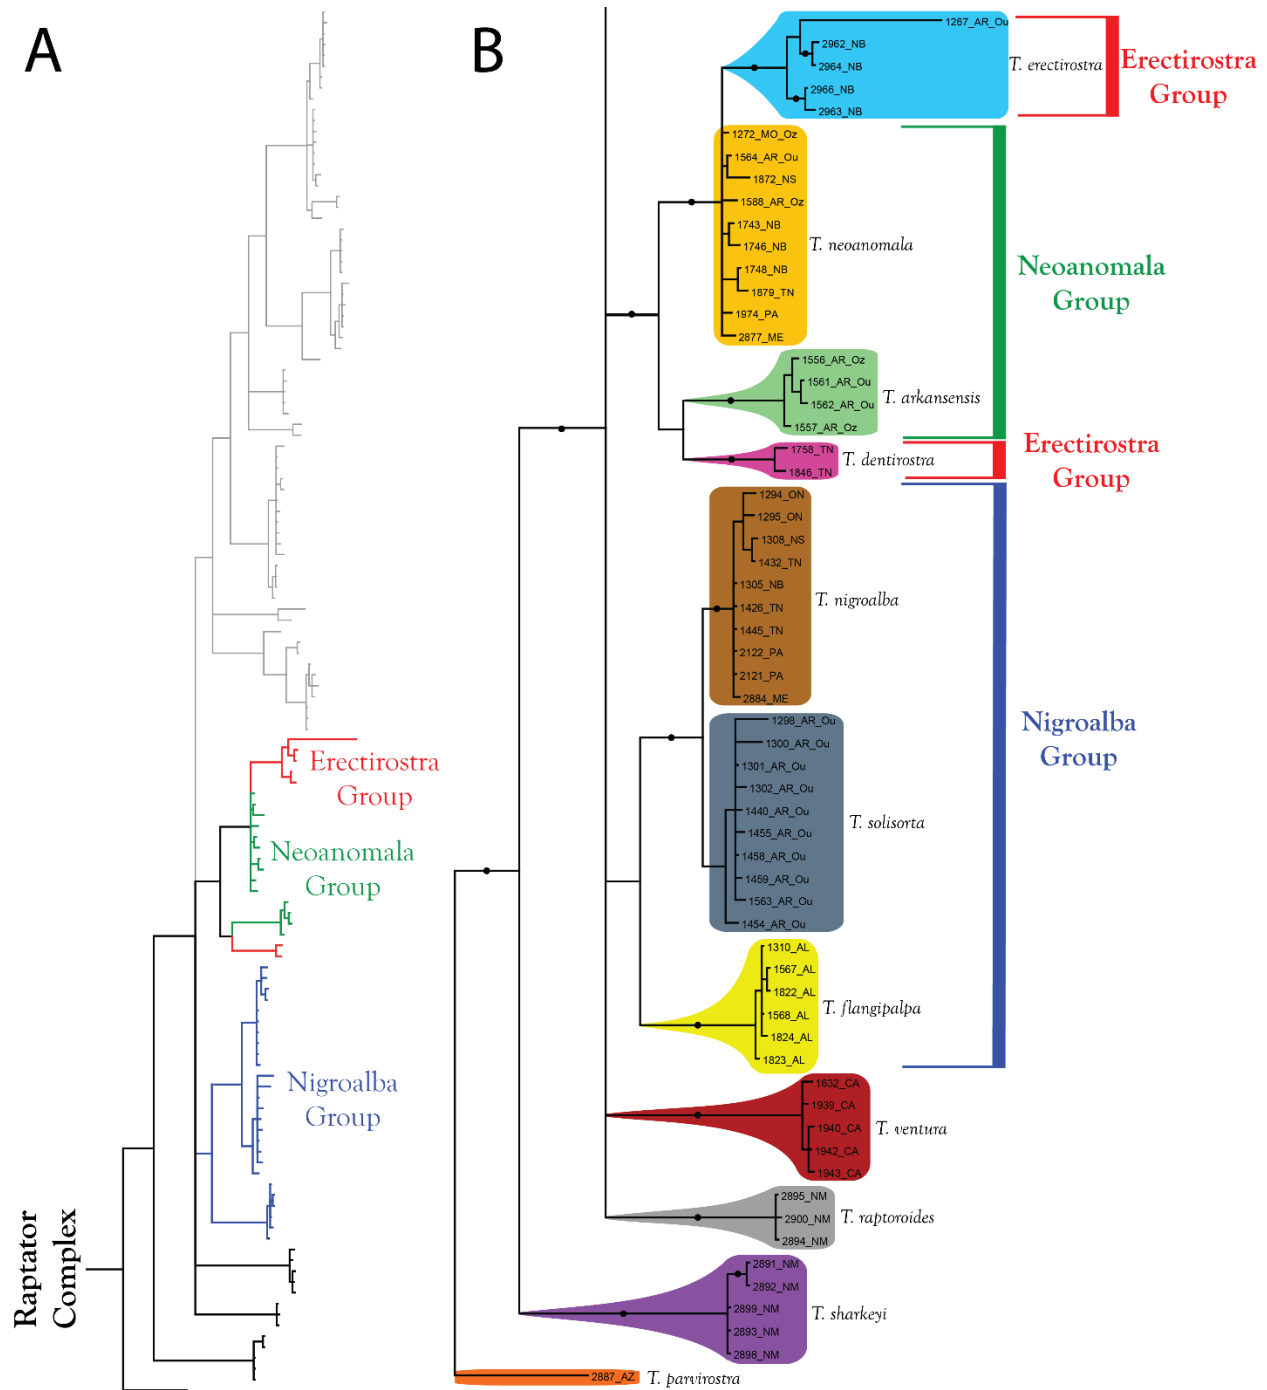 A
Erectirostra
Group
Neoanomala
Group
Nigroalba
Group
Raptator
Complex
B
1267_AR_Ou
2962_NB
2964_NB
2966_NB
2963_NB
T. erectirostra
Erectirostra
Group
1272_MO_Oz
1564_AR_Ou
1872_NS
1588_AR_Oz
1743_NB
1746_NB
1748_NB
1879_TN
1974_PA
2877_ME
T. neoanomala
1556_AR_Oz
1561_AR_Ou
1562_AR_Ou
1557_AR_Oz
T. arkansensis
Neoanomala
Group
1758_TN
1846_TN
T. dentirostra
Erectirostra
Group
1294_ON
1295_ON
1308_NS
1432_TN
1305_NB
1426_TN
1445_TN
2122_PA
2121_PA
2884_ME
T. nigroalba
1298_AR_Ou
1300_AR_Ou
1301_AR_Ou
1302_AR_Ou
1440_AR_Ou
1455_AR_Ou
1458_AR_Ou
1459_AR_Ou
1563_AR_Ou
1454_AR_Ou
T. solisorta
1310_AL
1567_AL
1822_AL
1568_AL
1824_AL
1823_AL
T. flangipalpa
Nigroalba
Group
1632_CA
1939_CA
1940_CA
1942_CA
1943_CA
T. ventura
2895_NM
2900_NM
2894_NM
T. raptoroides
2891_NM
2892_NM
2899_NM
2893_NM
2898_NM
T. sharkeyi
2887_AZ
T. parvirostra